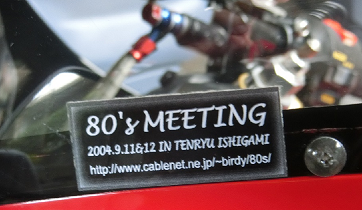 80's MEETING
2004.9.11&12 IN TENRYU ISHIGAMI
http://www.cablenet.ne.jp/~birdy/80s/